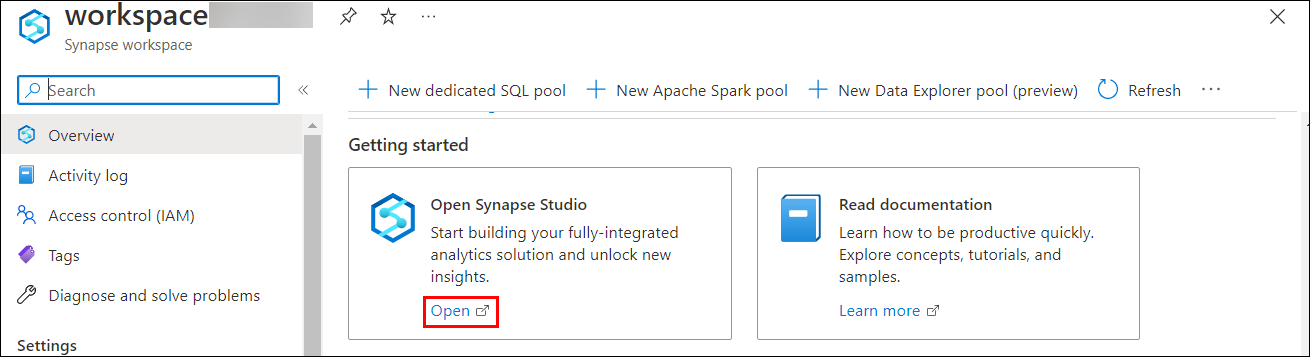 workspace
Synapse workspace
Search
«
+ New dedicated SQL pool + New Apache Spark pool + New Data Explorer pool (preview) Refresh ...
Overview
Activity log
Access control (IAM)
Tags
Diagnose and solve problems
Settings
Getting started
Open Synapse Studio
Start building your fully-integrated
analytics solution and unlock new
insights.
Open
Read documentation
Learn how to be productive quickly.
Explore concepts, tutorials, and
samples.
Learn more